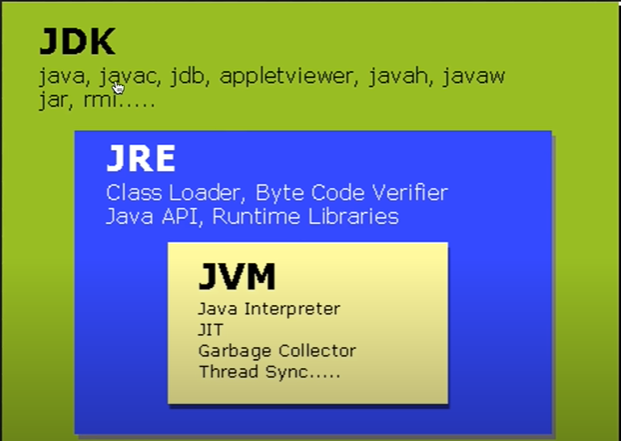 JDK
java, javac, jdb, appletviewer, javah, javaw
jar, rmi.....
JRE
Class Loader, Byte Code Verifier
Java API, Runtime Libraries
JVM
Java Interpreter
JIT
Garbage Collector
Thread Sync.....